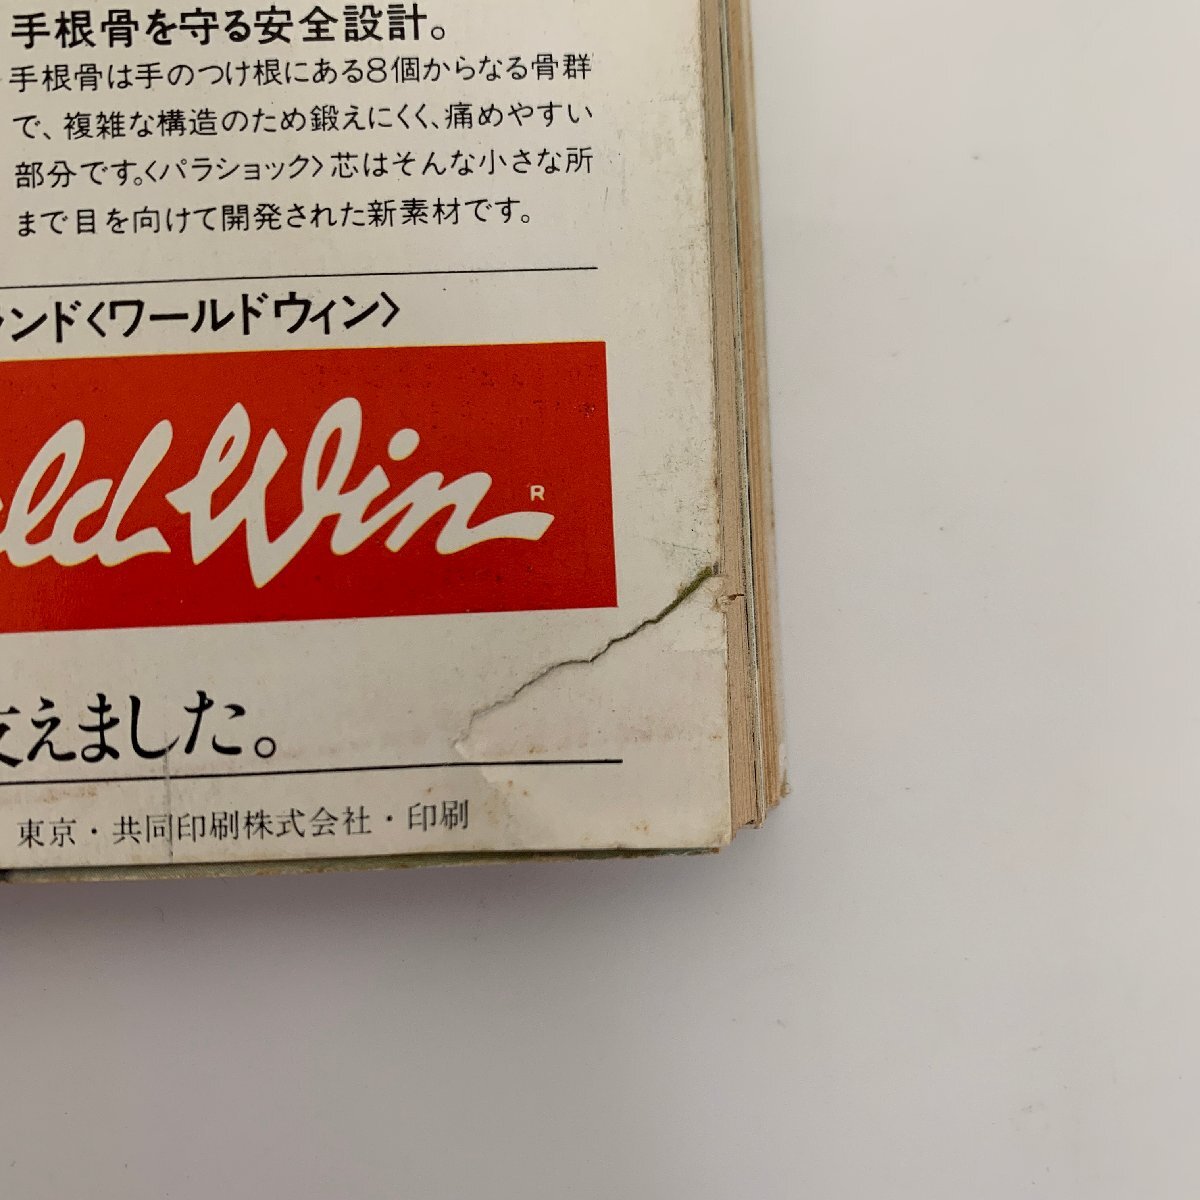 手根骨を守る安全設計。
手根骨は手のつけ根にある8個からなる骨群
で、複雑な構造のため鍛えにくく、痛めやすい
部分です。〈パラショック〉芯はそんな小さな所
まで目を向けて開発された新素材です。
ランド〈ワールドウィン〉
ld Win R
支えました。
東京・共同印刷株式会社・印刷